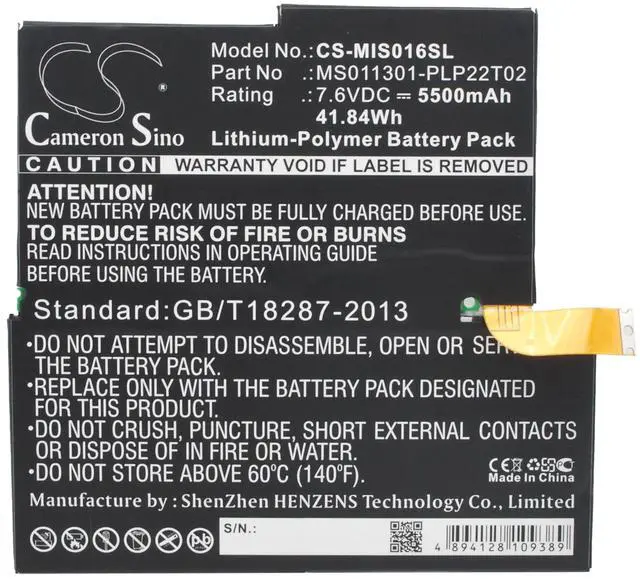 Cameron Sino
Model No.:CS-MIS016SL
Part No .:MS011301-PLP22T02
Rating .:7.6VDC ⎓ 5500mAh
41.84Wh
Lithium-Polymer Battery Pack
CAUTION WARRANTY VOID IF LABEL IS REMOVED
ATTENTION!
NEW BATTERY PACK MUST BE FULLY CHARGED BEFORE USE.
TO REDUCE RISK OF FIRE OR BURNS
READ INSTRUCTIONS IN OPERATING GUIDE
BEFORE USING THE BATTERY.
Standard:GB/T18287-2013
•DO NOT ATTEMPT TO DISASSEMBLE, OPEN OR
THE BATTERY PACK.
•REPLACE ONLY WITH THE BATTERY PACK DESIGNATED
FOR THIS PRODUCT.
•DO NOT CRUSH, PUNCTURE, SHORT EXTERNAL CONTACTS
OR DISPOSE OF IN FIRE OR WATER.
•DO NOT STORE ABOVE 60ºC (140ºF).
CE
Made In China
Manufacture by : ShenZhen HENZENS Technology Co., Limited
S/N.:
4 894128 109389